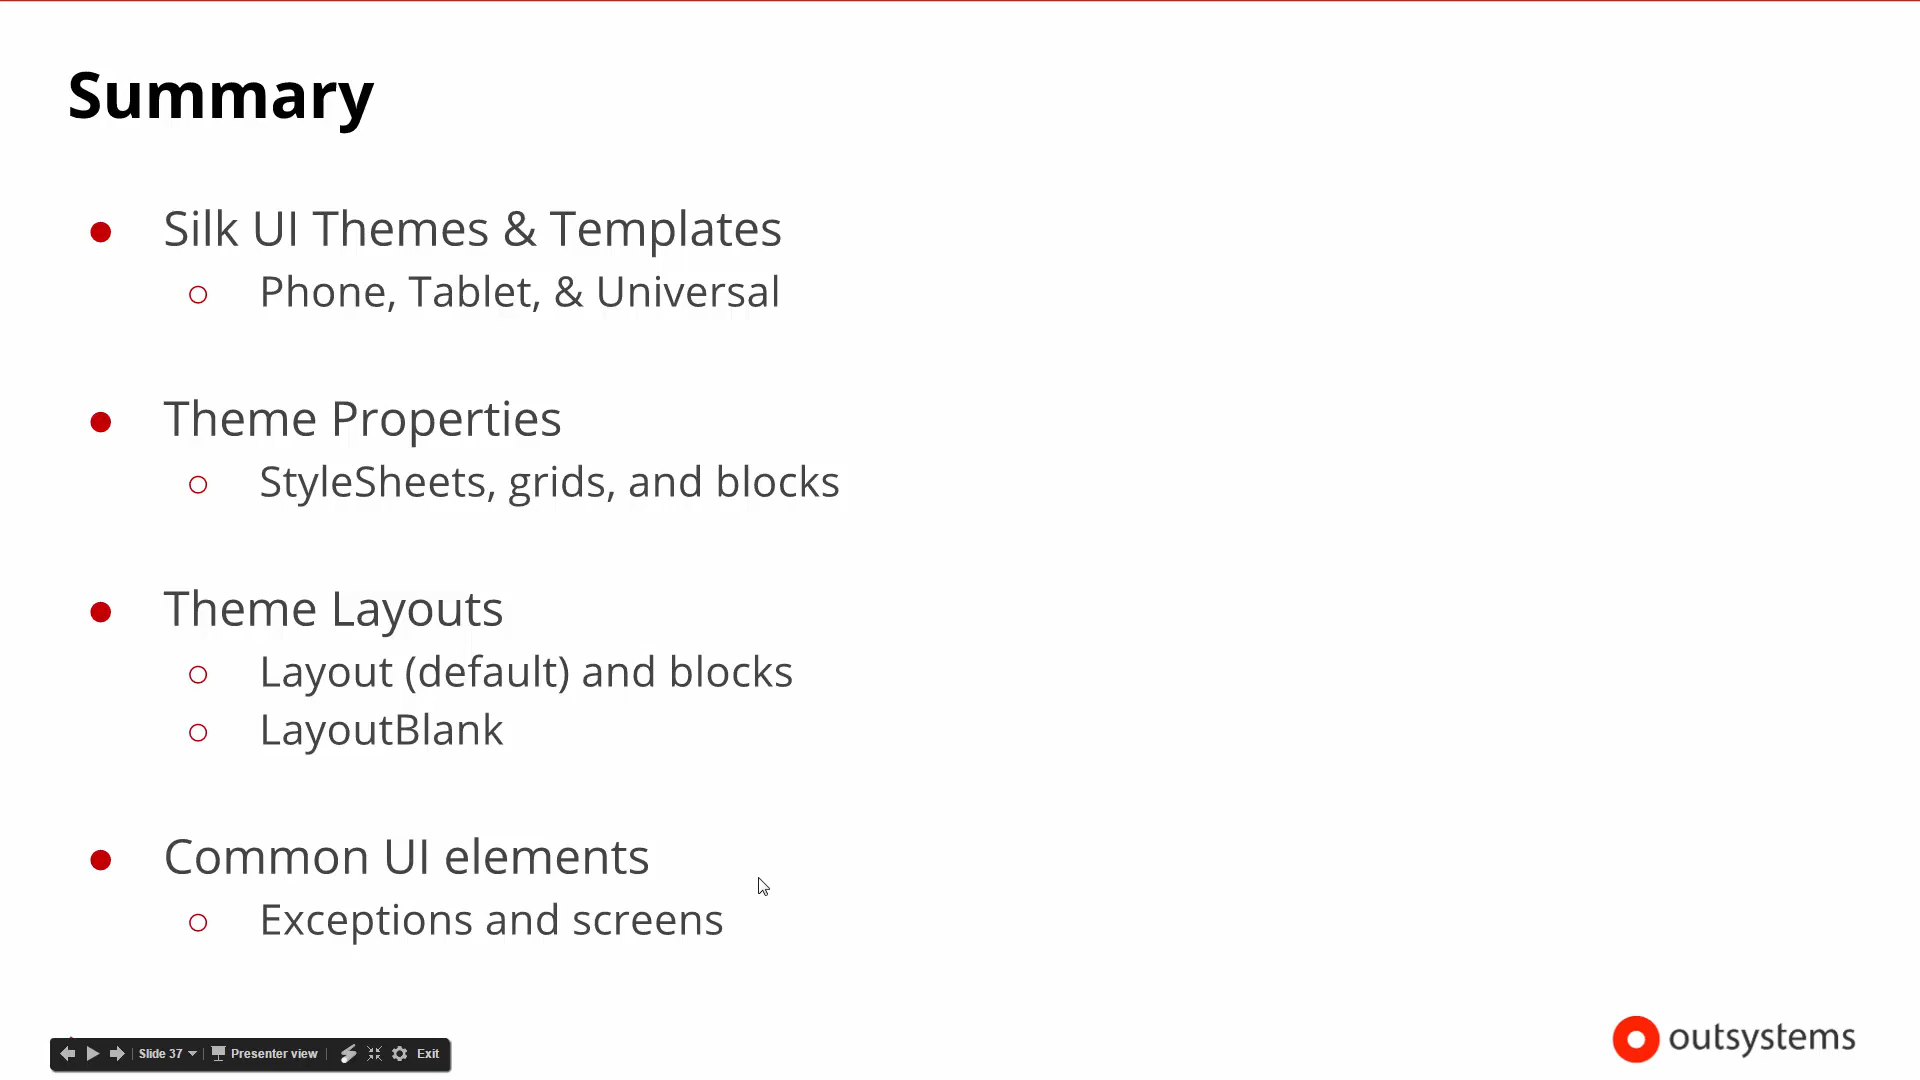 Summary
● Silk UI Themes & Templates
○ Phone, Tablet, & Universal
● Theme Properties
○ StyleSheets, grids, and blocks
● Theme Layouts
○ Layout (default) and blocks
○ LayoutBlank
● Common UI elements
○ Exceptions and screens
Slide 37 Presenter view Exit
outsystems